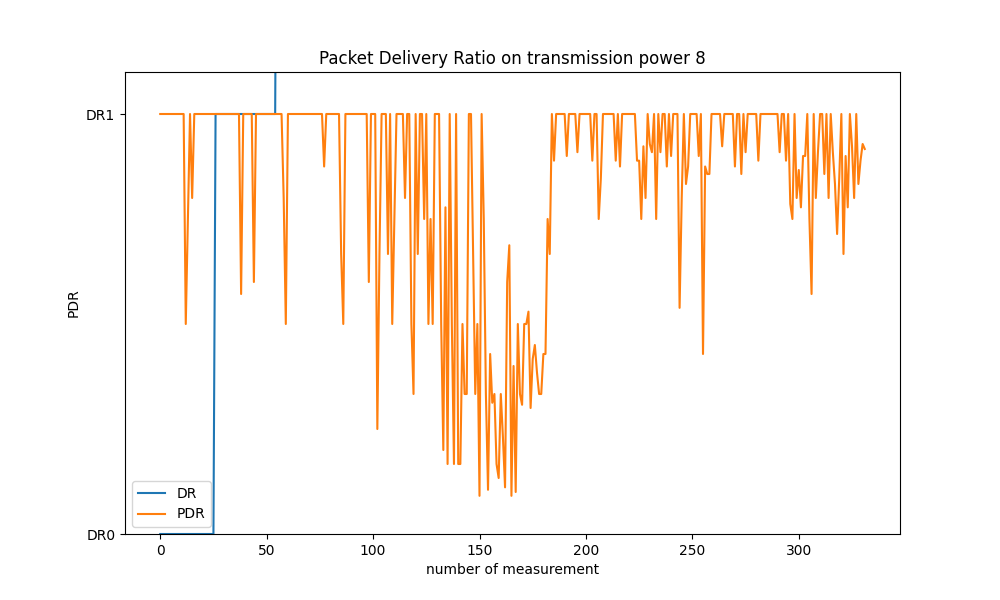 Packet Delivery Ratio on transmission power 8
DR1
PDR
DR0
DR
PDR
0 50 100 150 200 250 300
number of measurement